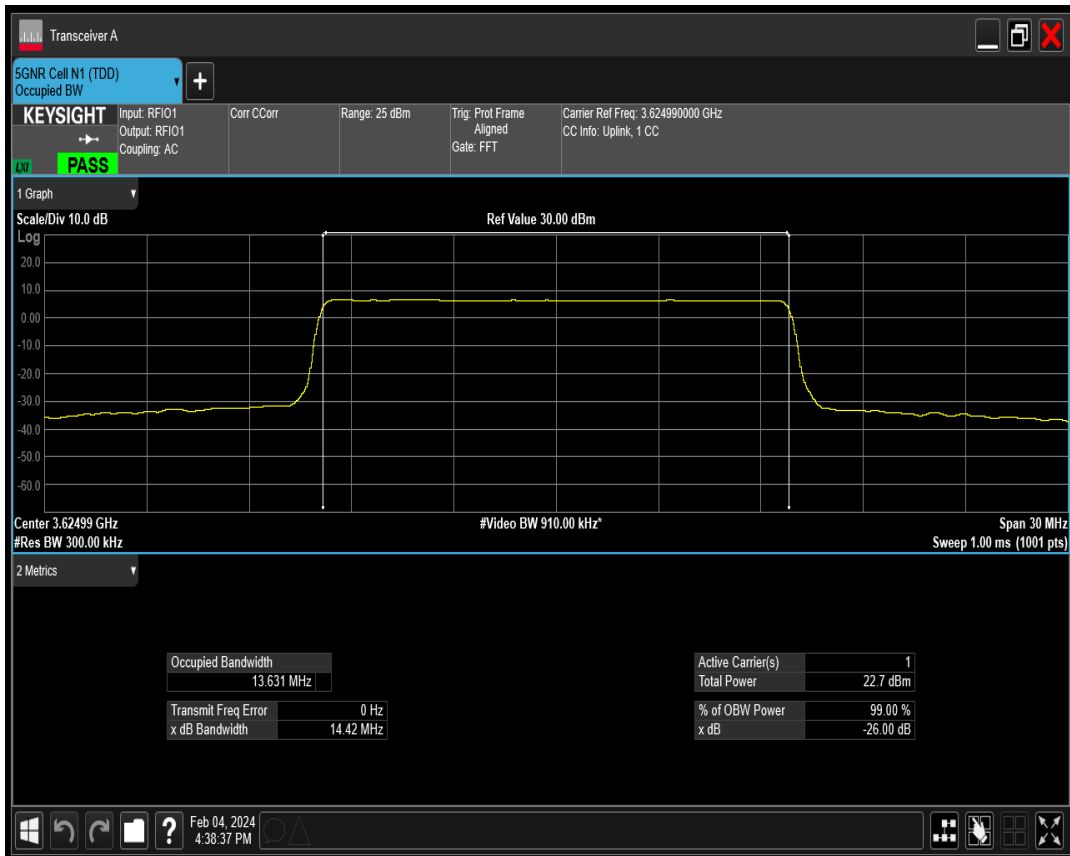 Transceiver A
5GNR Cell N1 (TDD)
Occupied BW
+
KEYSIGHT
LXI
PASS
Input: RFIO1
Output: RFIO1
Coupling: AC
Corr CCorr
Range: 25 dBm
Trig: Prot Frame
Aligned
Gate: FFT
Carrier Ref Freq: 3.624990000 GHz
CC Info: Uplink, 1 CC
1 Graph
Scale/Div 10.0 dB
Ref Value 30.00 dBm
Log
20.0
10.0
0.00
-10.0
-20.0
-30.0
-40.0
-50.0
-60.0
Center 3.62499 GHz
#Video BW 910.00 kHz*
Span 30 MHz
#Res BW 300.00 kHz
Sweep 1.00 ms (1001 pts)
2 Metrics
Occupied Bandwidth
13.631 MHz
Transmit Freq Error 0 Hz
x dB Bandwidth 14.42 MHz
Active Carrier(s) 1
Total Power 22.7 dBm
% of OBW Power 99.00 %
x dB -26.00 dB
?
Feb 04, 2024
4:38:37 PM